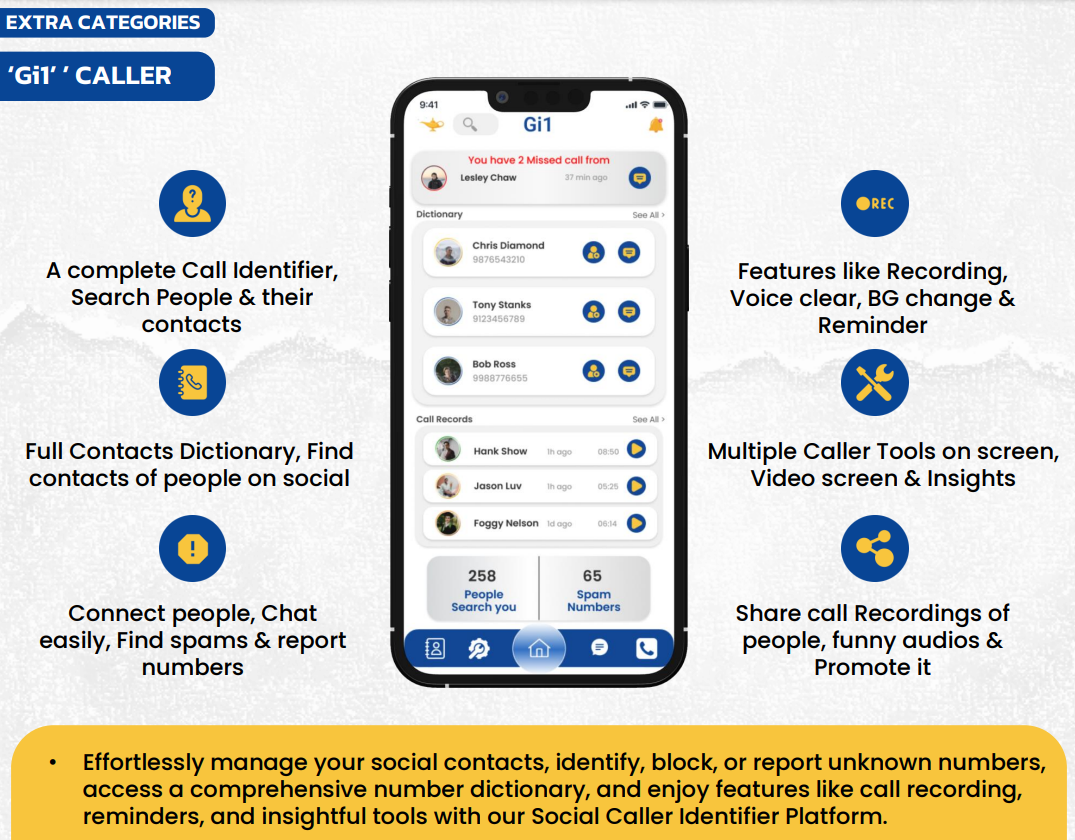 EXTRA CATEGORIES
‘Gi1’ ’ CALLER
A complete Call Identifier,
Search People & their
contacts
Full Contacts Dictionary, Find
contacts of people on social
Connect people, Chat
easily, Find spams & report
numbers
9:41
Gi1
You have 2 Missed call from
Lesley Chaw
37 min ago
Dictionary
See All >
Chris Diamond
9876543210
Tony Stanks
9123456789
Bob Ross
9988776655
Call Records
See All >
Hank Show 1h ago 08:50
Jason Luv 1h ago 05:25
Foggy Nelson 1d ago 06:14
258
People
Search you
65
Spam
Numbers
REC
Features like Recording,
Voice clear, BG change &
Reminder
Multiple Caller Tools on screen,
Video screen & Insights
Share call Recordings of
people, funny audios &
Promote it
• Effortlessly manage your social contacts, identify, block, or report unknown numbers,
access a comprehensive number dictionary, and enjoy features like call recording,
reminders, and insightful tools with our Social Caller Identifier Platform.